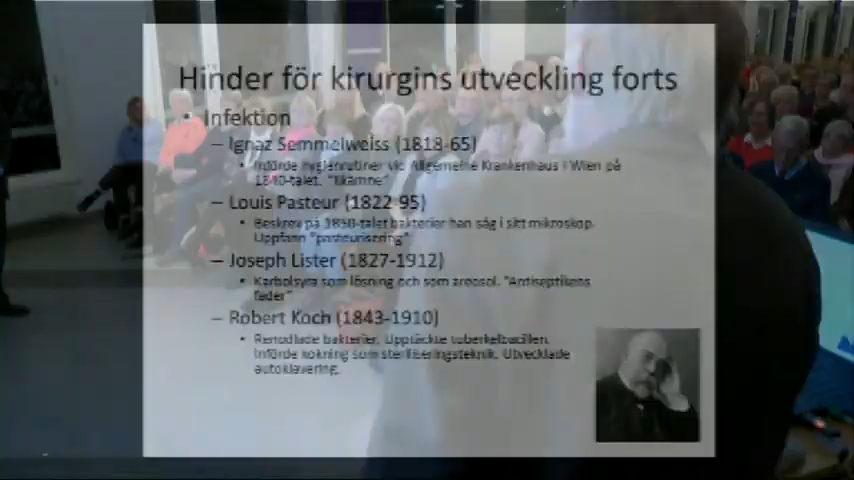 Hinder för kirurgins utveckling forts
• Infektion
– Ignaz Semmelweiss (1818-65)
• Införde hygienrutiner vid Allgemeine Krankenhaus i Wien på
1840-talet. "likämne"
– Louis Pasteur (1822-95)
• Beskrev på 1850-talet bakterier han såg i sitt mikroskop.
Uppfann "pasteurisering"
– Joseph Lister (1827-1912)
• Karbolsyra som lösning och som areosol. "Antiseptikens
fader"
– Robert Koch (1843-1910)
• Renodlade bakterier. Upptäckte tuberkelbacillen.
Införde kokning som steriliseringsteknik. Utvecklade
autoklavering.